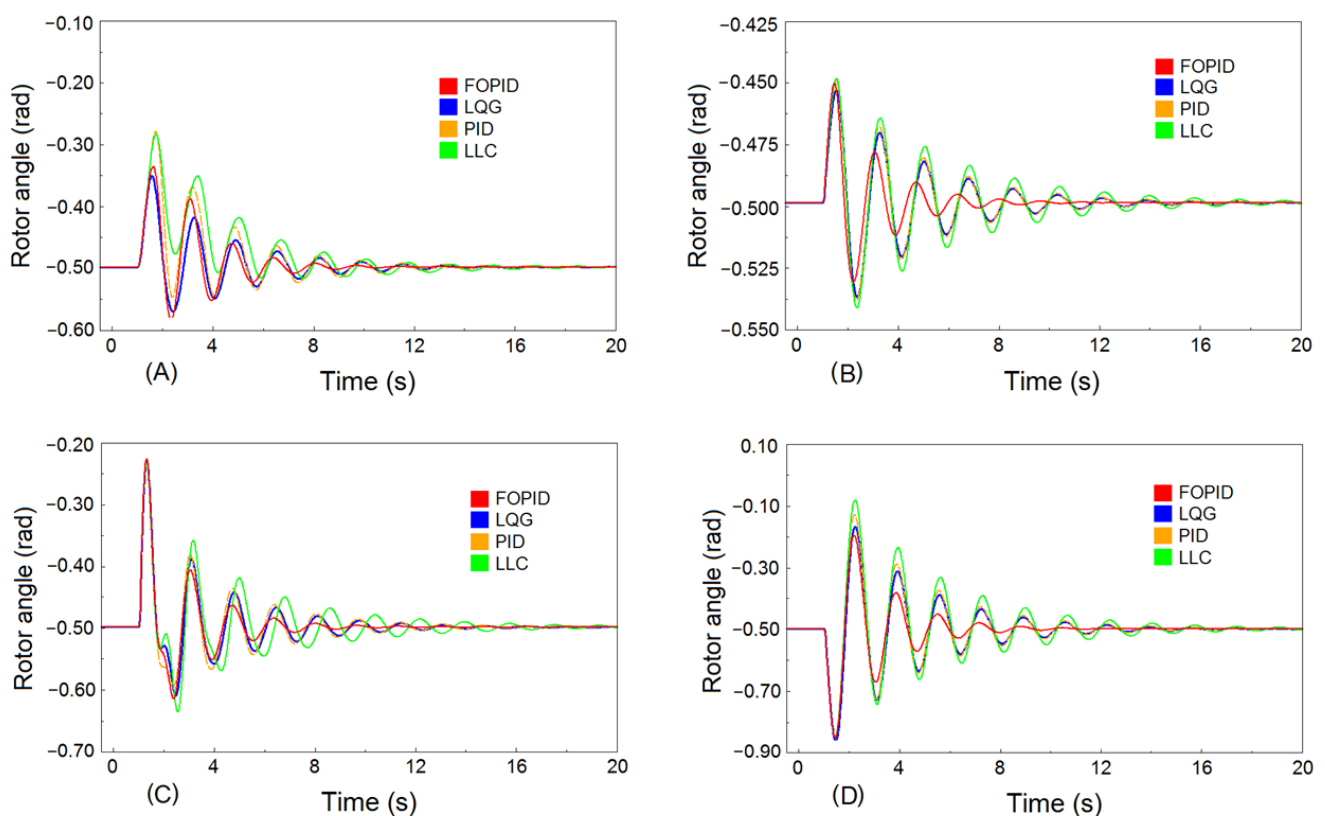 −0.10
−0.20
−0.30
−0.40
−0.50
−0.60
Rotor angle (rad)
FOPID
LQG
PID
LLC
0 4 8 12 16 20
(A)
Time (s)
−0.425
−0.450
−0.475
−0.500
−0.525
−0.550
Rotor angle (rad)
FOPID
LQG
PID
LLC
0 4 8 12 16 20
(B)
Time (s)
−0.20
−0.30
−0.40
−0.50
−0.60
−0.70
Rotor angle (rad)
FOPID
LQG
PID
LLC
0 4 8 12 16 20
(C)
Time (s)
0.10
−0.10
−0.30
−0.50
−0.70
−0.90
Rotor angle (rad)
FOPID
LQG
PID
LLC
0 4 8 12 16 20
(D)
Time (s)